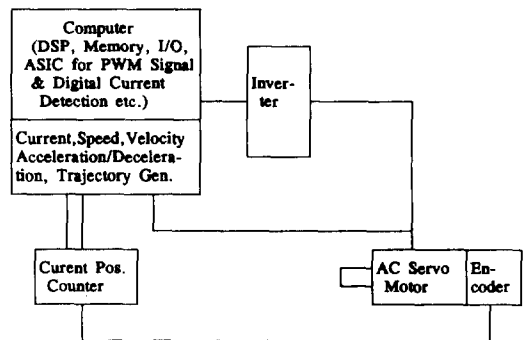 Computer
(DSP, Memory, I/O,
ASIC for PWM Signal
& Digital Current
Detection etc.)
Inver-
ter
Current,Speed,Velocity
Acceleration/Decelera-
tion, Trajectory Gen.
Curent Pos.
Counter
AC Servo
Motor
En-
coder